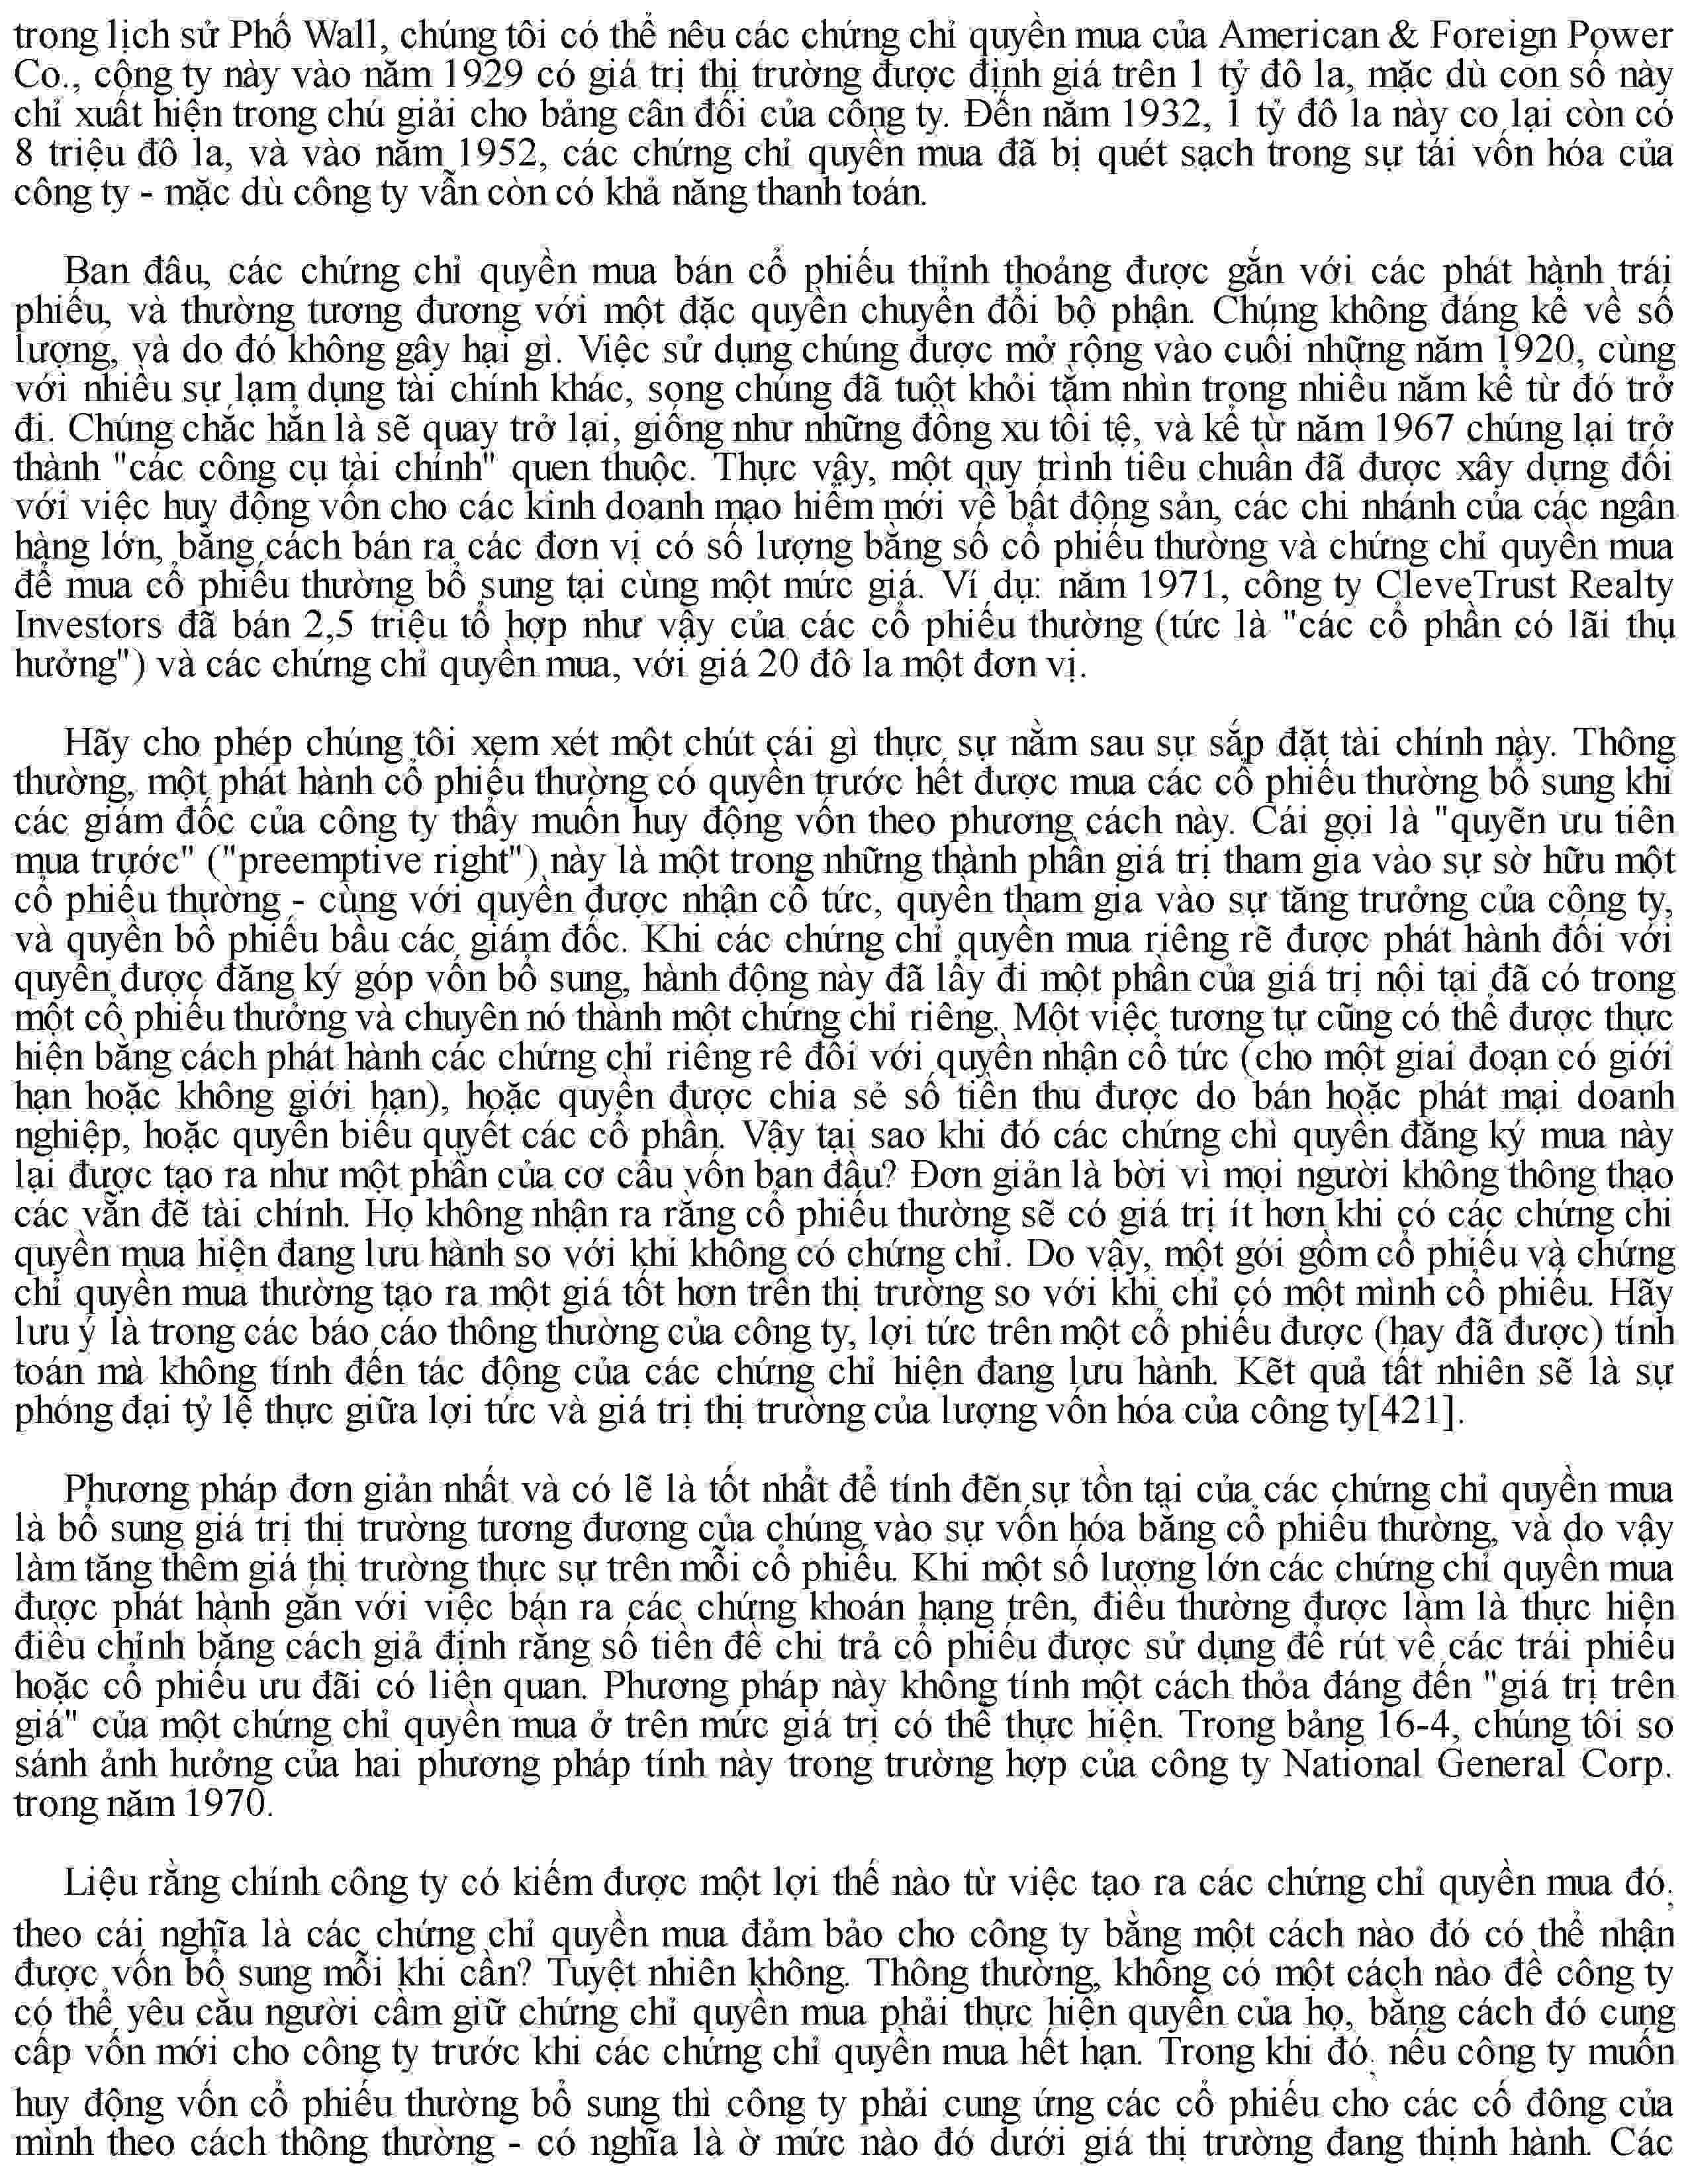 trong lịch sử Phố Wall, chúng tôi có thể nêu các chứng chỉ quyền mua của American & Foreign Power
Co., công ty này vào năm 1929 có giá trị thị trường được định giá trên 1 tỷ đô la, mặc dù con số này
chỉ xuất hiện trong chú giải cho bảng cân đối của công ty. Đến năm 1932, 1 tỷ đô la này co lại còn có
8 triệu đô la, và vào năm 1952, các chứng chỉ quyền mua đã bị quét sạch trong sự tái vốn hóa của
công ty - mặc dù công ty vẫn còn có khả năng thanh toán.
Ban đâu, các chứng chỉ quyền mua bán cổ phiếu thỉnh thoảng được gắn với các phát hành trái
phiếu, và thường tương đương với một đặc quyền chuyển đổi bộ phận. Chúng không đáng kể về số
lượng, và do đó không gây hại gì. Việc sử dụng chúng được mở rộng vào cuối những năm 1920, cùng
với nhiều sự lạm dụng tài chính khác, song chúng đã tuột khỏi tằm nhìn trong nhiều năm kể từ đó trở
đi. Chúng chắc hẳn là sẽ quay trở lại, giống như những đồng xu tồi tệ, và kể từ năm 1967 chúng lại trở
thành "các công cụ tài chính" quen thuộc. Thực vậy, một quy trình tiêu chuẩn đã được xây dựng đối
với việc huy động vốn cho các kinh doanh mạo hiểm mới về bất động sản, các chi nhánh của các ngân
hàng lớn, bằng cách bán ra các đơn vị có số lượng bằng số cổ phiếu thường và chứng chỉ quyền mua
để mua cổ phiếu thường bổ sung tại cùng một mức giá. Ví dụ: năm 1971, công ty CleveTrust Realty
Investors đã bán 2,5 triệu tổ hợp như vậy của các cổ phiếu thường (tức là "các cổ phần có lãi thụ
hưởng") và các chứng chỉ quyền mua, với giá 20 đô la một đơn vị.
Hãy cho phép chúng tôi xem xét một chút cái gì thực sự nằm sau sự sắp đặt tài chính này. Thông
thường, một phát hành cổ phiếu thường có quyền trước hết được mua các cổ phiếu thường bổ sung khi
các giám đốc của công ty thấy muốn huy động vốn theo phương cách này. Cái gọi là "quyẽn ưu tiên
mua trước" ("preemptive right") này là một trong những thành phần giá trị tham gia vào sự sờ hữu một
cổ phiếu thường - cùng với quyền được nhận cổ tức, quyền tham gia vào sự tăng trưởng của công ty,
và quyền bỏ phiếu bầu các giám đốc. Khi các chứng chỉ quyền mua riêng rẽ được phát hành đối với
quyền được đăng ký góp vốn bổ sung, hành động này đã lấy đi một phần của giá trị nội tại đã có trong
một cổ phiếu thưởng và chuyên nó thành một chứng chỉ riêng. Một việc tương tự cũng có thể được thực
hiện bằng cách phát hành các chứng chỉ riêng rê đối với quyền nhận cổ tức (cho một giai đoạn có giới
hạn hoặc không giới hạn), hoặc quyền được chia sẻ số tiền thu được do bán hoặc phát mại doanh
nghiệp, hoặc quyền biểu quyết các cổ phần. Vậy tại sao khi đó các chứng chỉ quyền đăng ký mua này
lại được tạo ra như một phần của cơ cấu vốn ban đầu? Đơn giản là bời vì mọi người không thông thạo
các vẵn đẽ tài chính. Họ không nhận ra rằng cổ phiếu thường sẽ có giá trị ít hơn khi có các chứng chỉ
quyền mua hiện đang lưu hành so với khi không có chứng chỉ. Do vậy, một gói gồm cổ phiếu và chứng
chỉ quyền mua thường tạo ra một giá tốt hơn trên thị trường so với khi chỉ có một mình cổ phiếu. Hãy
lưu ý là trong các báo cáo thông thường của công ty, lợi tức trên một cổ phiếu được (hay đã được) tính
toán mà không tính đến tác động của các chứng chỉ hiện đang lưu hành. Kẽt quả tất nhiên sẽ là sự
phóng đại tỷ lệ thực giữa lợi tức và giá trị thị trường của lượng vốn hóa của công ty[421].
Phương pháp đơn giản nhất và có lẽ là tốt nhất để tính đẽn sự tồn tại của các chứng chỉ quyền mua
là bổ sung giá trị thị trường tương đương của chúng vào sự vốn hóa bằng cổ phiếu thường, và do vậy
làm tăng thêm giá thị trường thực sự trên mỗi cổ phiếu. Khi một số lượng lớn các chứng chỉ quyền mua
được phát hành gắn với việc bán ra các chứng khoán hạng trên, điều thường được làm là thực hiện
điều chỉnh bằng cách giả định rằng số tiền để chi trả cổ phiếu được sử dụng để rút về các trái phiếu
hoặc cổ phiếu ưu đãi có liên quan. Phương pháp này không tính một cách thỏa đáng đến "giá trị trên
giá" của một chứng chỉ quyền mua ở trên mức giá trị có thể thực hiện. Trong bảng 16-4, chúng tôi so
sánh ảnh hưởng của hai phương pháp tính này trong trường hợp của công ty National General Corp.
trong năm 1970.
Liệu rằng chính công ty có kiếm được một lợi thế nào từ việc tạo ra các chứng chỉ quyền mua đó;
theo cái nghĩa là các chứng chỉ quyền mua đảm bảo cho công ty bằng một cách nào đó có thể nhận
được vốn bổ sung mỗi khi cần? Tuyệt nhiên không. Thông thường, không có một cách nào để công ty
có thể yêu cầu người cầm giữ chứng chỉ quyền mua phải thực hiện quyền của họ, bằng cách đó cung
cấp vốn mới cho công ty trước khi các chứng chỉ quyền mua hết hạn. Trong khi đó, nếu công ty muốn
huy động vốn cổ phiếu thường bổ sung thì công ty phải cung ứng các cổ phiếu cho các cổ đông của
mình theo cách thông thường - có nghĩa là ờ mức nào đó dưới giá thị trường đang thịnh hành. Các